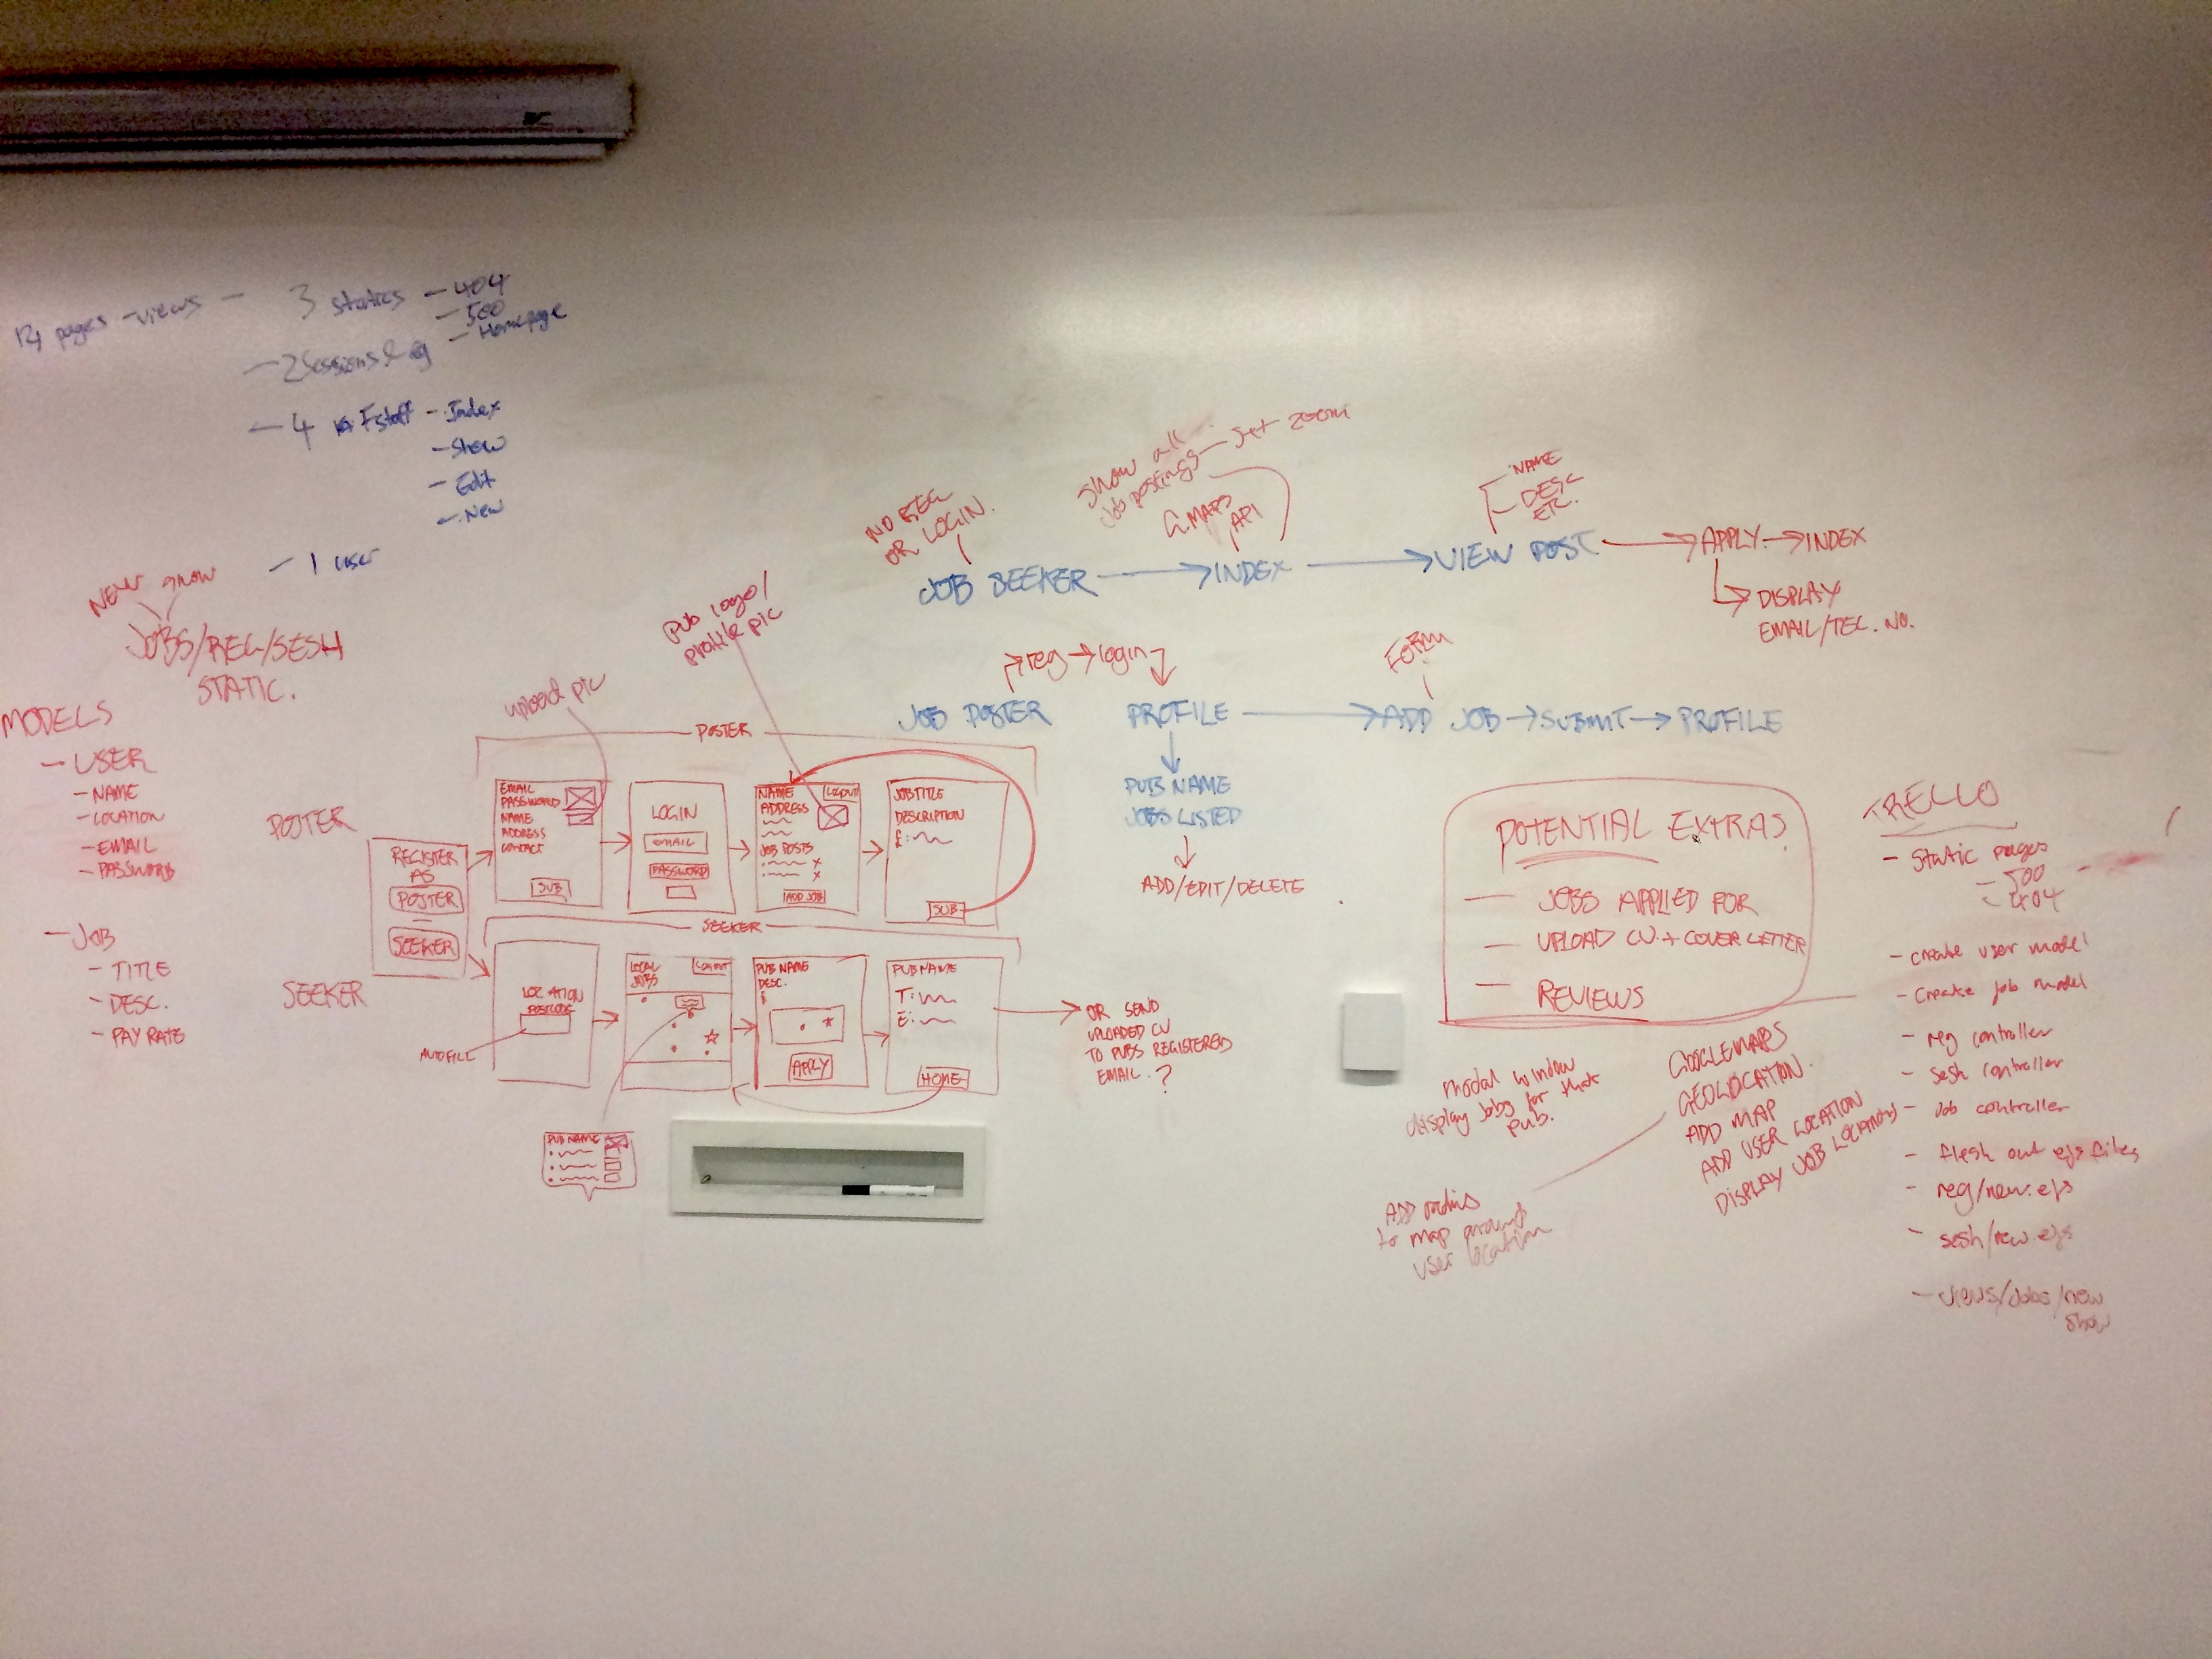 pages - views - 3 statics - 404
- 500
- Homepage
- 2 Sessions &
- 4 - Index
- Show
- Edit
- New
- 1 user
NEW SHOW
JOBS/REG/SESH
STATIC.
MODELS
- USER
- NAME
- LOCATION
- EMAIL
- PASSWORD
- JOB
- TITLE
- DESC.
- PAY RATE
NO REG
OR LOGIN.
Show all
Job postings - set zoom
G.MAPS
API
NAME
DESC
ETC.
JOB SEEKER → INDEX → VIEW POST → APPLY → INDEX
DISPLAY
EMAIL/TEL. NO.
→ reg → login
FORM
JOB POSTER PROFILE → ADD JOB → SUBMIT → PROFILE
PUB NAME
JOBS LISTED
ADD/EDIT/DELETE
upload pic
pub logo/
profile pic
POSTER
POSTER
REGISTER
AS
POSTER
SEEKER
EMAIL
PASSWORD
NAME
ADDRESS
CONTACT
SUB
LOGIN
EMAIL
PASSWORD
NAME LOGOUT
ADDRESS
JOB POSTS
x
x
ADD JOB
JOB TITLE
DESCRIPTION
£:
SUB
SEEKER
SEEKER
LOCATION
POSTCODE
AUTOFILL
LOCAL
JOBS
LOGOUT
PUB NAME
DESC.
£
APPLY
PUB NAME
T:
E:
HOME
PUB NAME
OR SEND
UPLOADED CV
TO PUBS REGISTERED
EMAIL. ?
POTENTIAL EXTRAS.
- JOBS APPLIED FOR
- UPLOAD CV. + COVER LETTER
- REVIEWS
modal window
display jobs for that
pub.
GOOGLEMAPS
GEOLOCATION.
ADD MAP
ADD USER LOCATION
DISPLAY JOB LOCATIONS
ADD radius
to map around
user location
TRELLO
- Static pages
- 500
- 404
- create user model
- create job model
- reg controller
- sesh controller
- Job controller
- flesh out ejs files
- reg/new.ejs
- sesh/new.ejs
- views/jobs/new
show